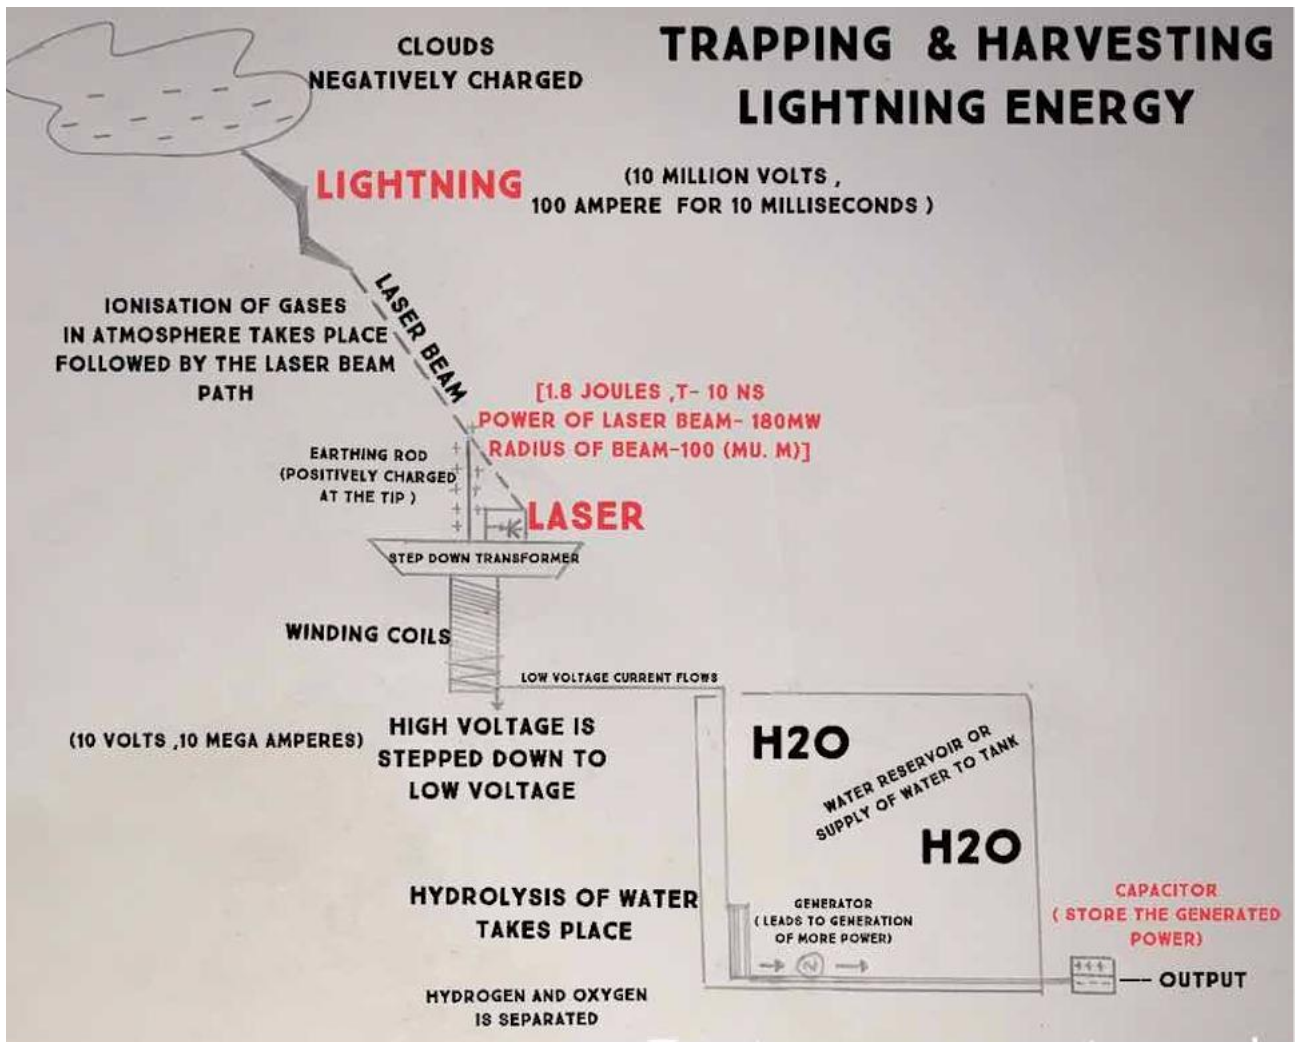 TRAPPING & HARVESTING
LIGHTNING ENERGY
CLOUDS
NEGATIVELY CHARGED
LIGHTNING
(10 MILLION VOLTS ,
100 AMPERE FOR 10 MILLISECONDS )
LASER BEAM
IONISATION OF GASES
IN ATMOSPHERE TAKES PLACE
FOLLOWED BY THE LASER BEAM
PATH
[1.8 JOULES ,T- 10 NS
POWER OF LASER BEAM- 180MW
RADIUS OF BEAM-100 (MU. M)]
EARTHING ROD
(POSITIVELY CHARGED
AT THE TIP )
LASER
STEP DOWN TRANSFORMER
WINDING COILS
LOW VOLTAGE CURRENT FLOWS
(10 VOLTS ,10 MEGA AMPERES)
HIGH VOLTAGE IS
STEPPED DOWN TO
LOW VOLTAGE
H2O
WATER RESERVOIR OR
SUPPLY OF WATER TO TANK
H2O
HYDROLYSIS OF WATER
TAKES PLACE
GENERATOR
( LEADS TO GENERATION
OF MORE POWER)
CAPACITOR
( STORE THE GENERATED
POWER)
OUTPUT
HYDROGEN AND OXYGEN
IS SEPARATED